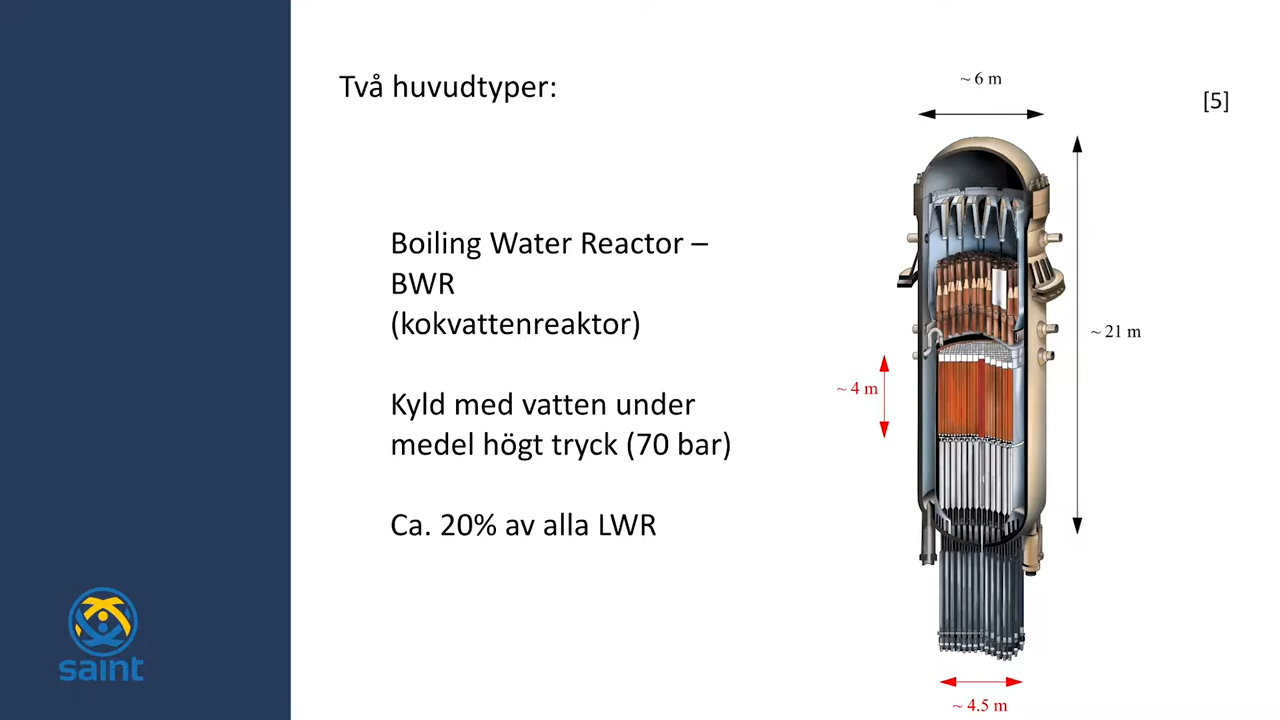 Två huvudtyper:
~ 6 m
[5]
Boiling Water Reactor –
BWR
(kokvattenreaktor)
~ 21 m
~ 4 m
Kyld med vatten under
medel högt tryck (70 bar)
Ca. 20% av alla LWR
saint
~ 4.5 m